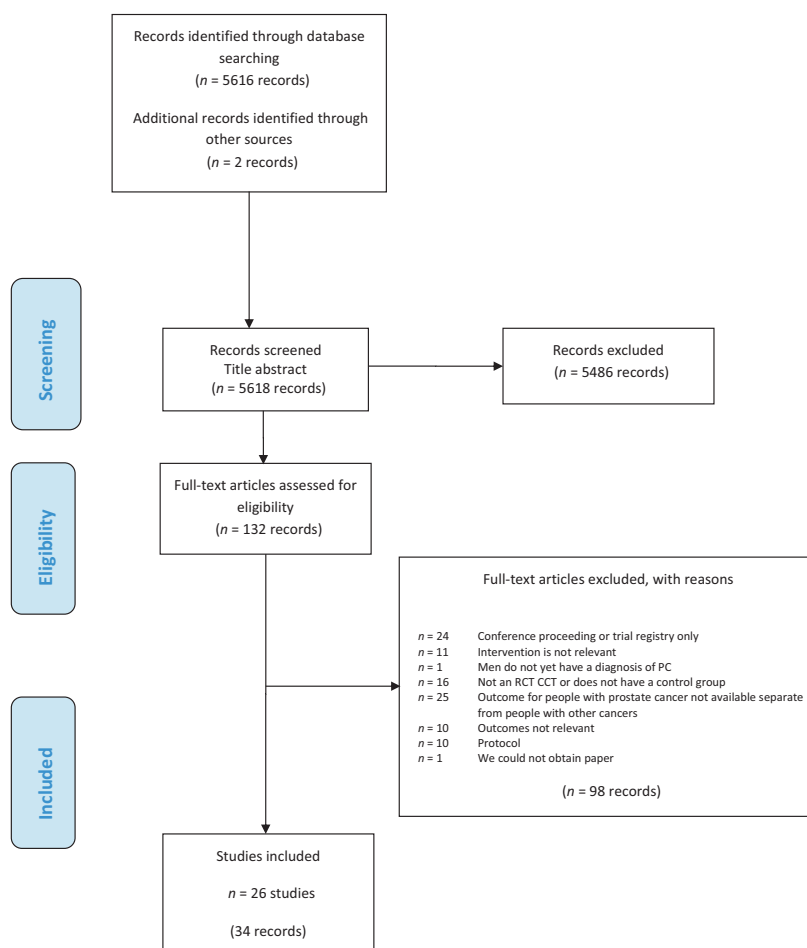 Records identified through database
searching
(n = 5616 records)
Additional records identified through
other sources
(n = 2 records)
Screening
Records screened
Title abstract
(n = 5618 records)
Records excluded
(n = 5486 records)
Eligibility
Full-text articles assessed for
eligibility
(n = 132 records)
Full-text articles excluded, with reasons
n = 24 Conference proceeding or trial registry only
n = 11 Intervention is not relevant
n = 1 Men do not yet have a diagnosis of PC
n = 16 Not an RCT CCT or does not have a control group
n = 25 Outcome for people with prostate cancer not available separate
from people with other cancers
n = 10 Outcomes not relevant
n = 10 Protocol
n = 1 We could not obtain paper
(n = 98 records)
Included
Studies included
n = 26 studies
(34 records)